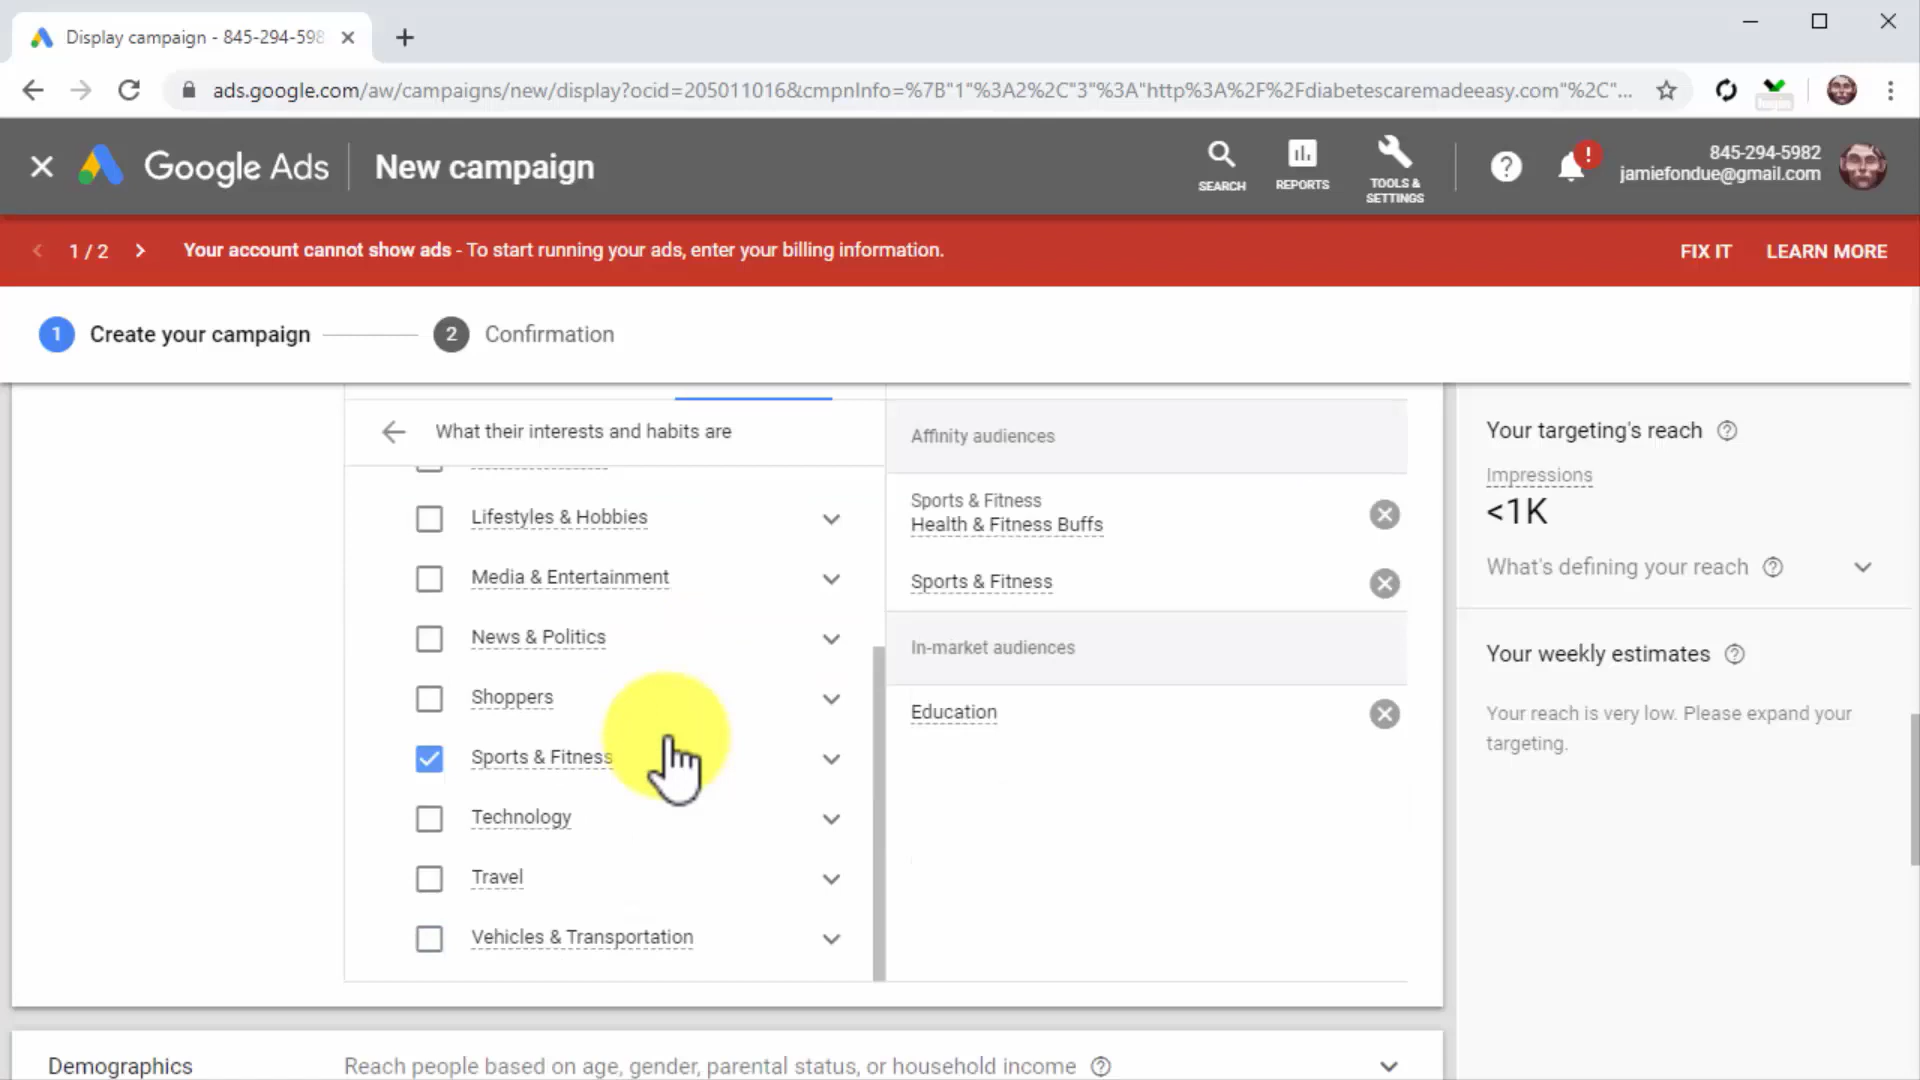 Display campaign - 845-294-598
ads.google.com/aw/campaigns/new/display?ocid=205011016&cmpnInfo=%7B"1"%3A2%2C"3"%3A"http%3A%2F%2Fdiabetescaremadeeasy.com"%2C"...
Google Ads
New campaign
SEARCH
REPORTS
TOOLS &
SETTINGS
845-294-5982
jamiefondue@gmail.com
1 / 2
Your account cannot show ads - To start running your ads, enter your billing information.
FIX IT
LEARN MORE
1 Create your campaign
2 Confirmation
What their interests and habits are
Lifestyles & Hobbies
Media & Entertainment
News & Politics
Shoppers
Sports & Fitness
Technology
Travel
Vehicles & Transportation
Affinity audiences
Sports & Fitness
Health & Fitness Buffs
Sports & Fitness
In-market audiences
Education
Your targeting's reach
Impressions
<1K
What's defining your reach
Your weekly estimates
Your reach is very low. Please expand your
targeting.
Demographics
Reach people based on age, gender, parental status, or household income